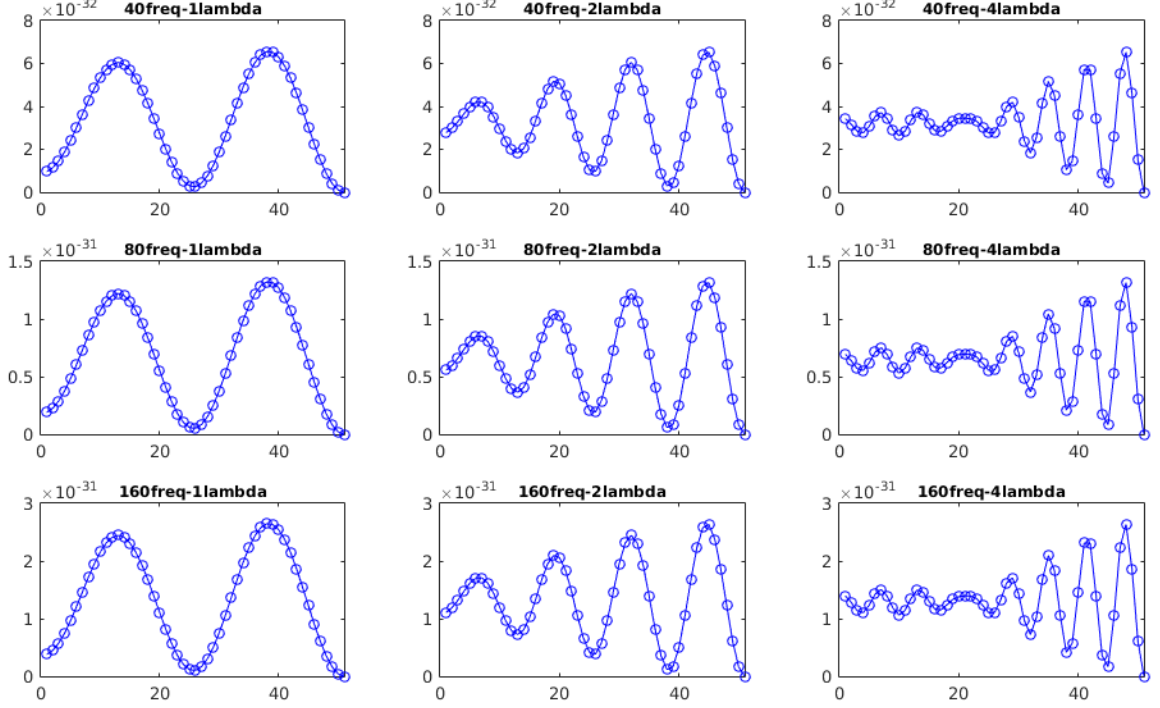 ×10^-32 40freq-1lambda
8
6
4
2
0
0 20 40
×10^-32 40freq-2lambda
8
6
4
2
0
0 20 40
×10^-32 40freq-4lambda
8
6
4
2
0
0 20 40
×10^-31 80freq-1lambda
1.5
1
0.5
0
0 20 40
×10^-31 80freq-2lambda
1.5
1
0.5
0
0 20 40
×10^-31 80freq-4lambda
1.5
1
0.5
0
0 20 40
×10^-31 160freq-1lambda
3
2
1
0
0 20 40
×10^-31 160freq-2lambda
3
2
1
0
0 20 40
×10^-31 160freq-4lambda
3
2
1
0
0 20 40